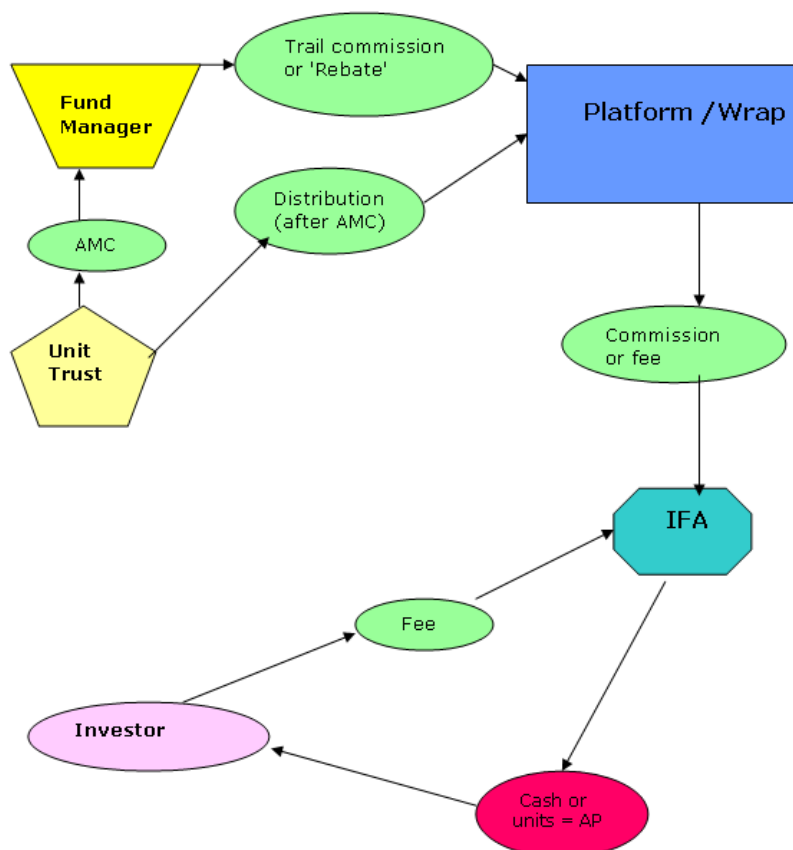 Trail commission
or 'Rebate'
Fund
Manager
Platform /Wrap
Distribution
(after AMC)
AMC
Unit
Trust
Commission
or fee
IFA
Fee
Investor
Cash or
units = AP